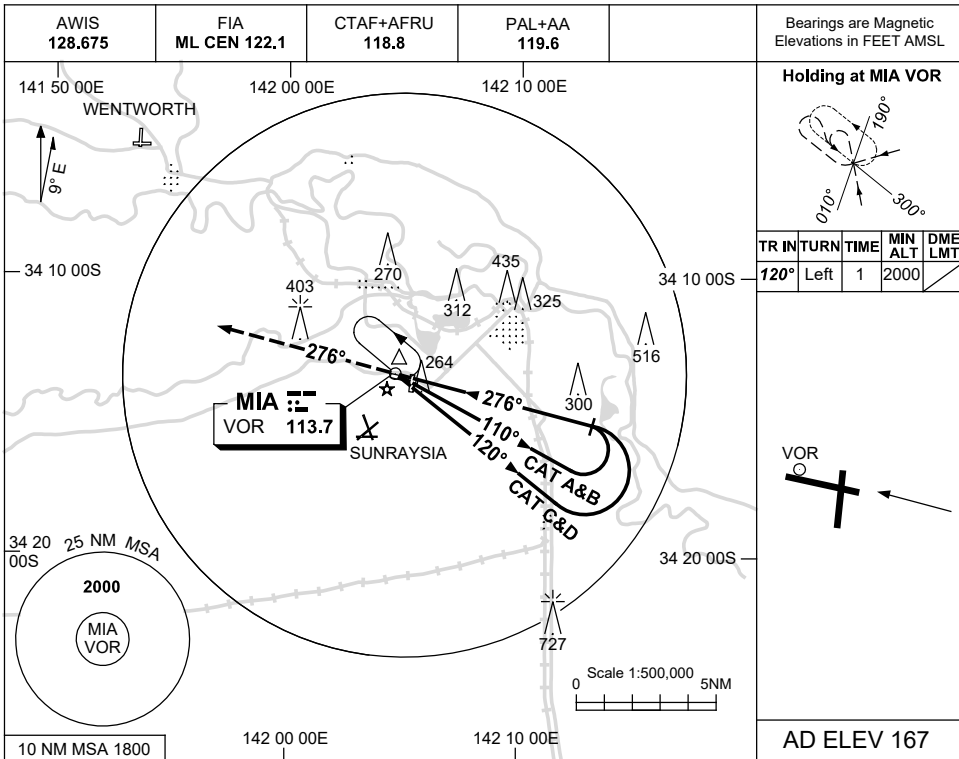 AWIS
128.675
FIA
ML CEN 122.1
CTAF+AFRU
118.8
PAL+AA
119.6
Bearings are Magnetic
Elevations in FEET AMSL
141 50 00E
142 00 00E
142 10 00E
WENTWORTH
9° E
34 10 00S
34 10 00S
403
270
312
435
325
516
264
300
276°
276°
110°
120°
CAT A&B
CAT C&D
MIA
VOR 113.7
SUNRAYSIA
34 20
00S
34 20 00S
25 NM MSA
2000
MIA
VOR
727
Scale 1:500,000
0
5NM
10 NM MSA 1800
142 00 00E
142 10 00E
Holding at MIA VOR
190°
010°
300°
TR IN TURN TIME MIN ALT DME LMT
120° Left 1 2000
VOR
AD ELEV 167